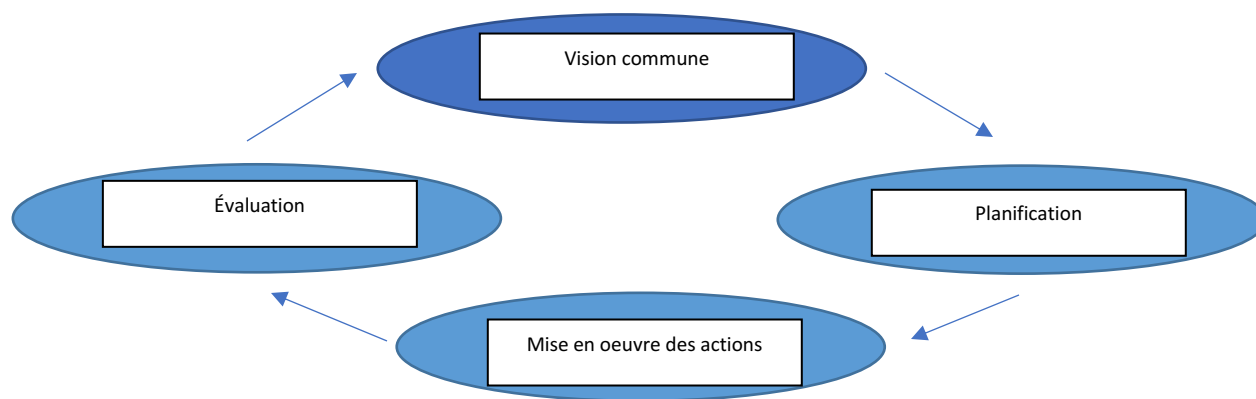 Vision commune
Évaluation
Planification
Mise en oeuvre des actions